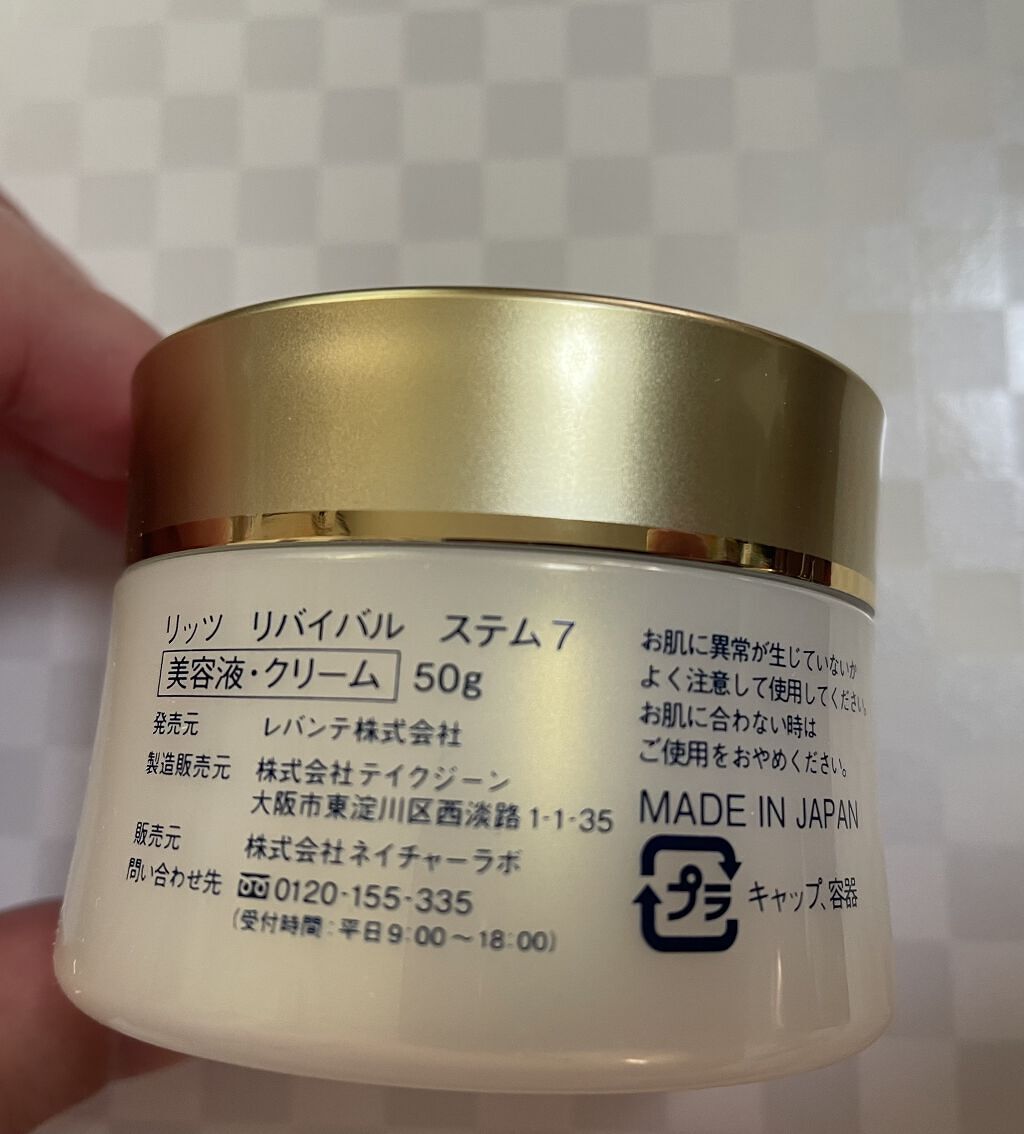 リッツ リバイバル ステム7
美容液・クリーム 50g
発売元 レバンテ株式会社
製造販売元 株式会社テイクジーン
大阪市東淀川区西淡路1-1-35
販売元 株式会社ネイチャーラボ
問い合わせ先 0120-155-335
(受付時間:平日9:00〜18:00)
お肌に異常が生じていないか
よく注意して使用してください。
お肌に合わない時は
ご使用をおやめください。
MADE IN JAPAN
プラ キャップ、容器